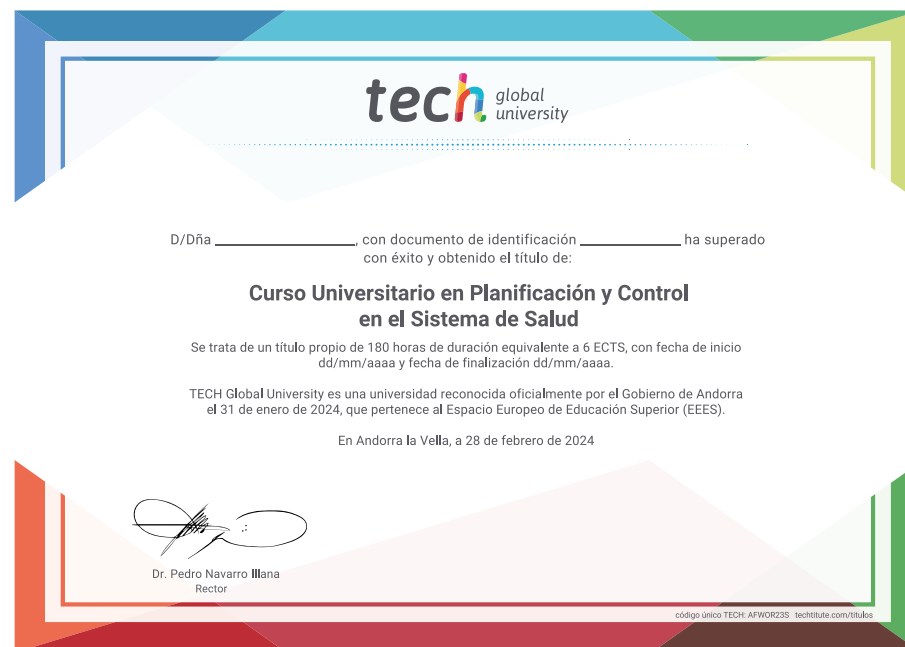 tech global
university
D/Dña ____________________, con documento de identificación ______________ ha superado
con éxito y obtenido el título de:
Curso Universitario en Planificación y Control
en el Sistema de Salud
Se trata de un título propio de 180 horas de duración equivalente a 6 ECTS, con fecha de inicio
dd/mm/aaaa y fecha de finalización dd/mm/aaaa.
TECH Global University es una universidad reconocida oficialmente por el Gobierno de Andorra
el 31 de enero de 2024, que pertenece al Espacio Europeo de Educación Superior (EEES).
En Andorra la Vella, a 28 de febrero de 2024
Dr. Pedro Navarro Illana
Rector
código único TECH: AFWOR23S techtitute.com/titulos